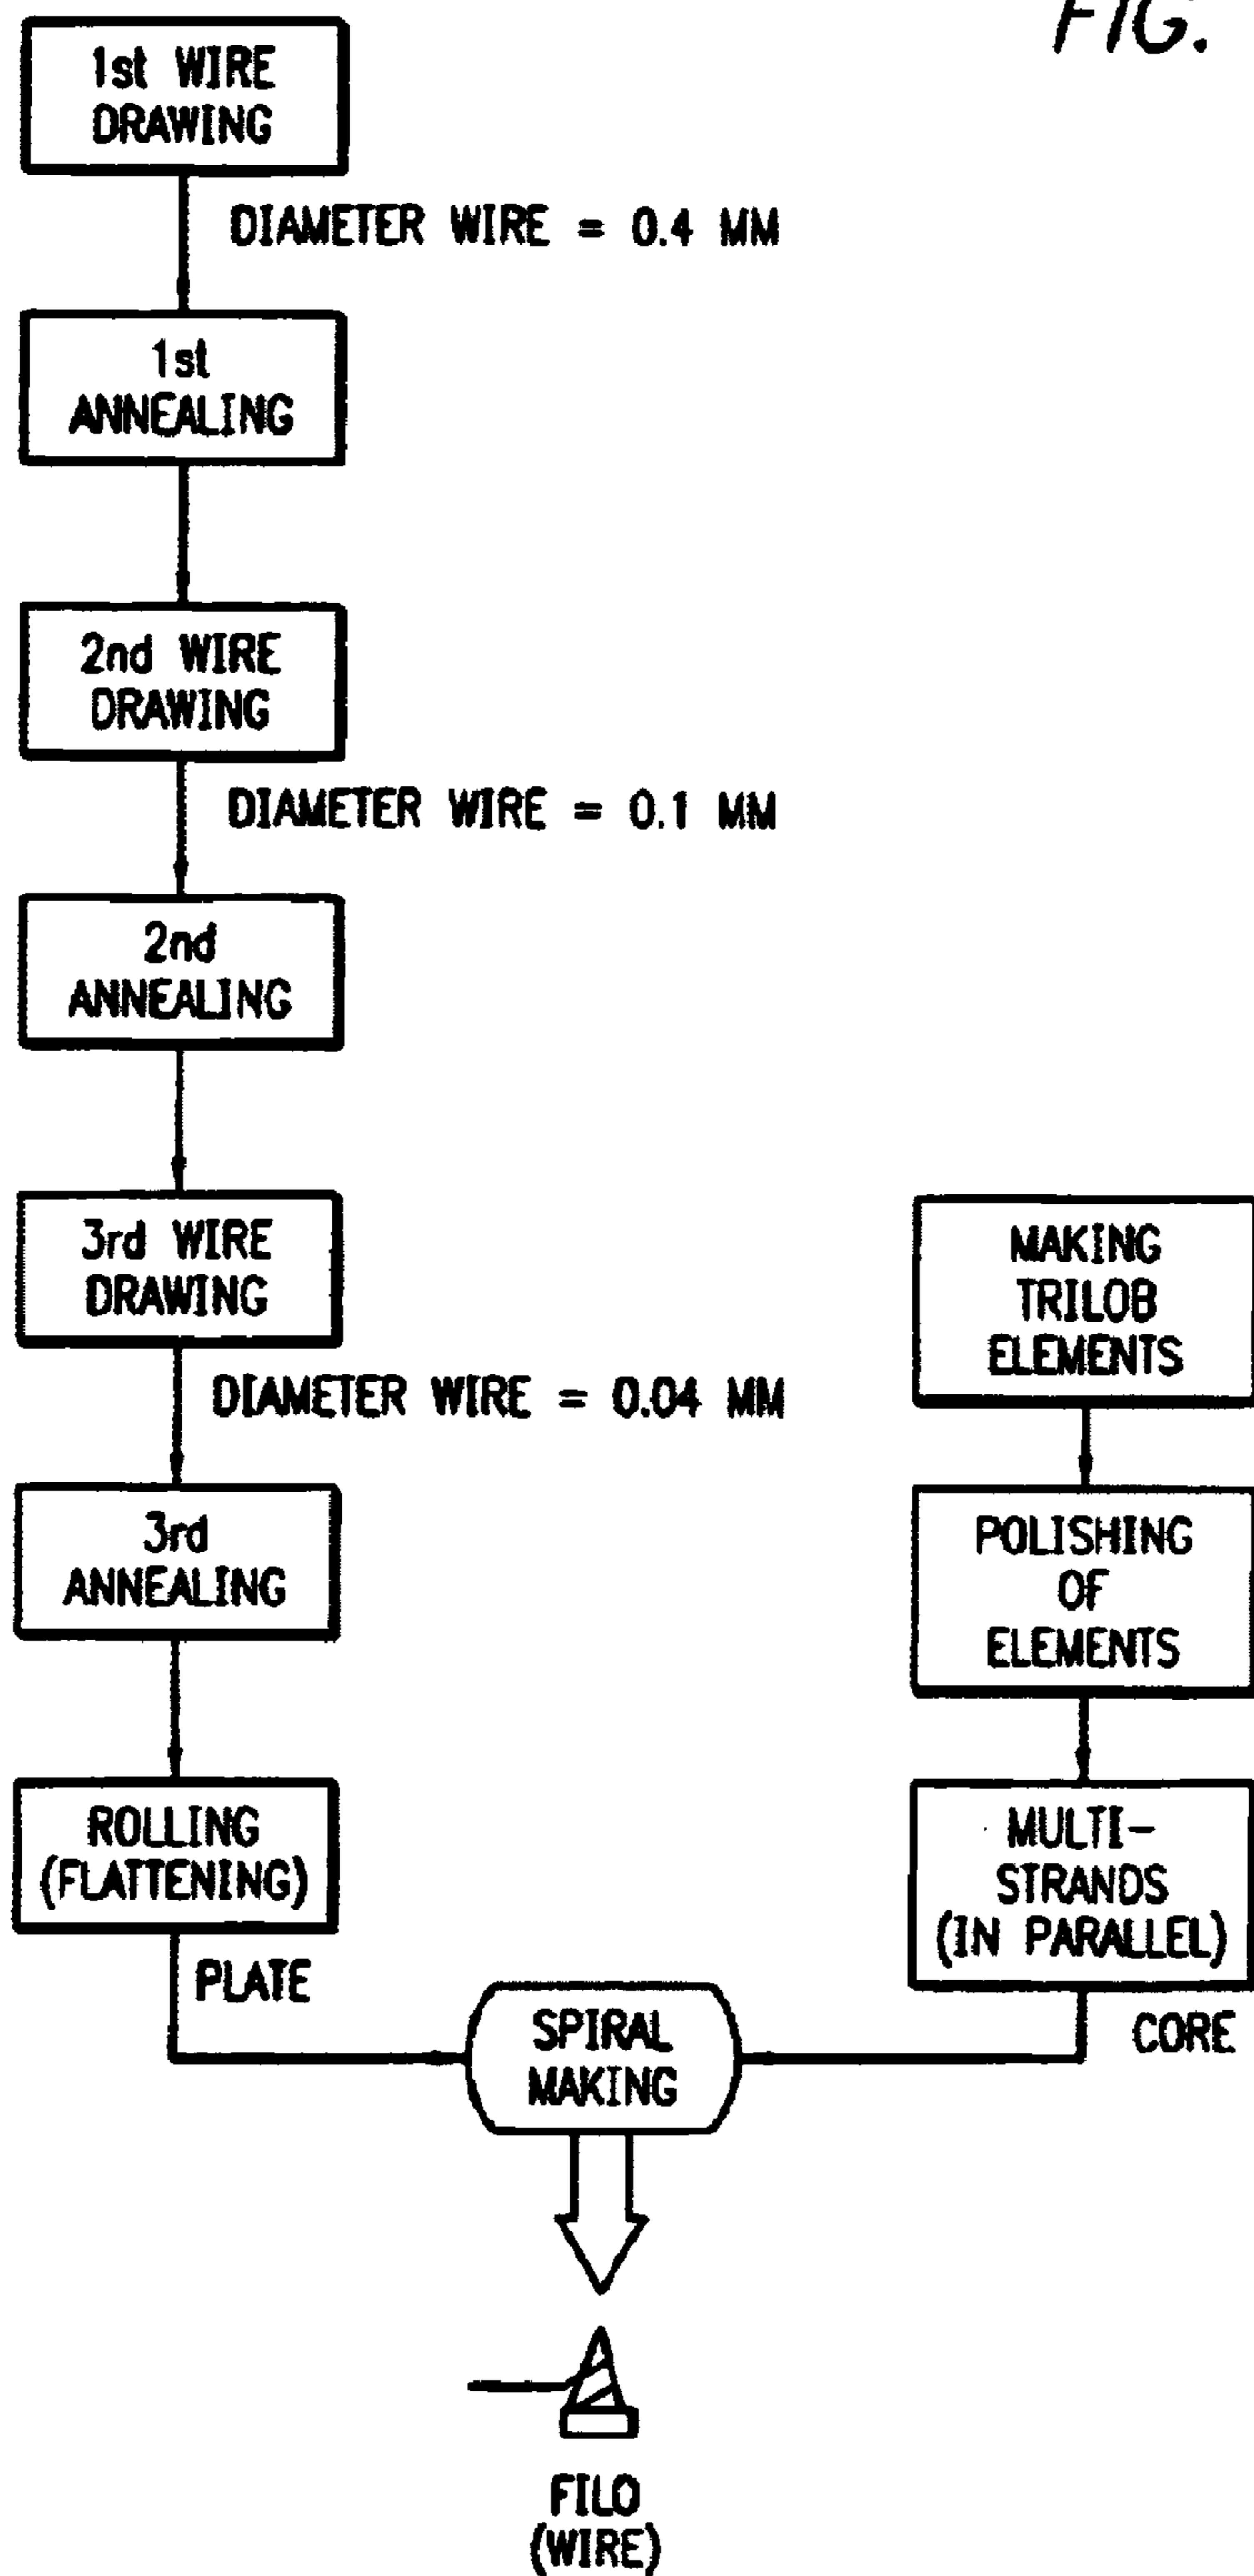 FIG.
1st WIRE
DRAWING
DIAMETER WIRE = 0.4 MM
1st
ANNEALING
2nd WIRE
DRAWING
DIAMETER WIRE = 0.1 MM
2nd
ANNEALING
3rd WIRE
DRAWING
DIAMETER WIRE = 0.04 MM
3rd
ANNEALING
ROLLING
(FLATTENING)
PLATE
MAKING
TRILOB
ELEMENTS
POLISHING
OF
ELEMENTS
MULTI-
STRANDS
(IN PARALLEL)
CORE
SPIRAL
MAKING
FILO
(WIRE)